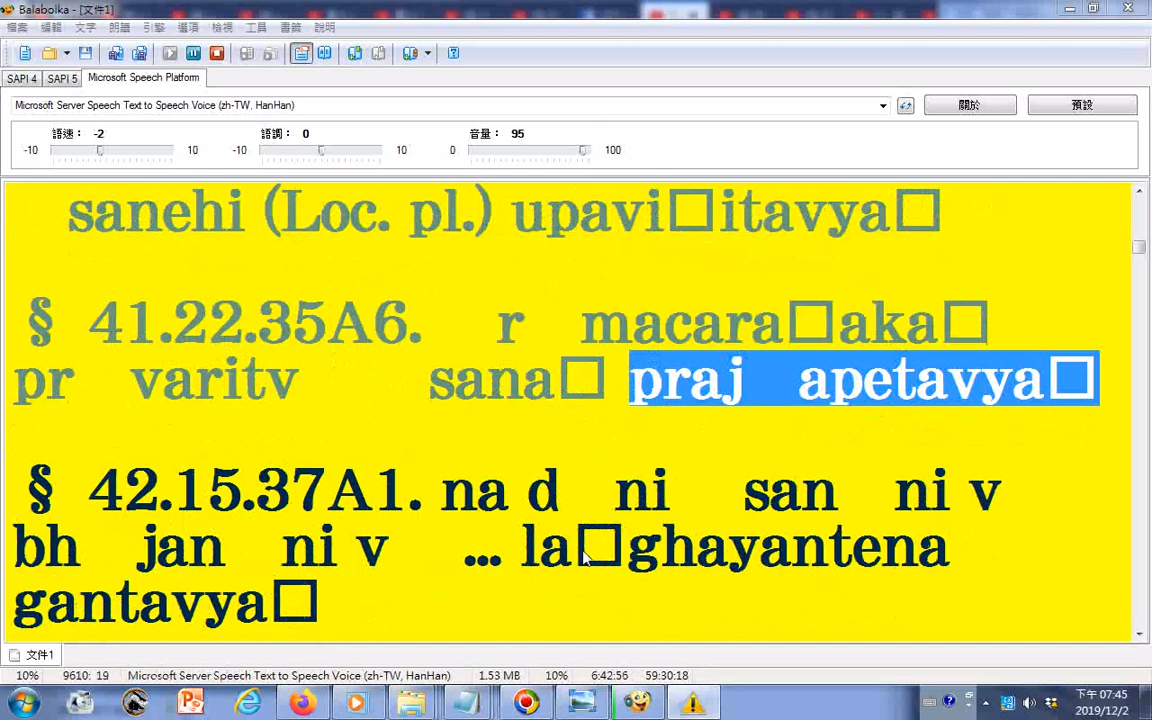 Balabolka - [文件1]
檔案 編輯 文字 朗讀 引擎 選項 檢視 工具 書籤 說明
SAPI 4 SAPI 5 Microsoft Speech Platform
Microsoft Server Speech Text to Speech Voice (zh-TW, HanHan) 關於 預設
語速： -2 語調： 0 音量： 95
-10 10 -10 10 0 100
sanehi (Loc. pl.) upavi□itavya□
§ 41.22.35A6. r macara□aka□
pr varitv sana□ praj apetavya□
§ 42.15.37A1. na d ni san ni v
bh jan ni v ... la□ghayantena
gantavya□
文件1
10% 9610: 19 Microsoft Server Speech Text to Speech Voice (zh-TW, HanHan) 1.53 MB 10% 6:42:56 59:30:18
下午 07:45
2019/12/2